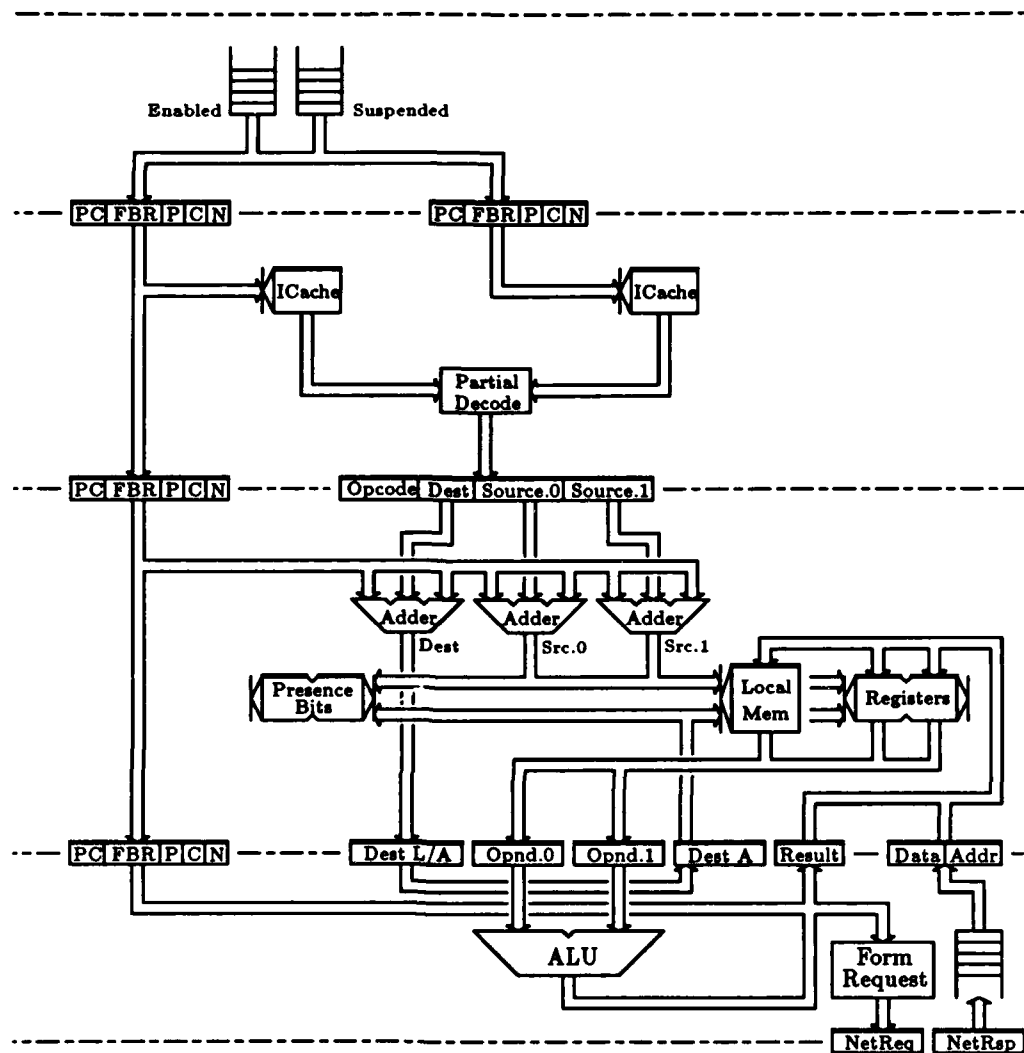 Enabled
Suspended
PC FBR P C N
PC FBR P C N
ICache
ICache
Partial
Decode
PC FBR P C N
Opcode Dest Source.0 Source.1
Adder
Adder
Adder
Dest
Src.0
Src.1
Presence
Bits
Local
Mem
Registers
PC FBR P C N
Dest L/A
Opnd.0
Opnd.1
Dest A
Result
Data Addr
ALU
Form
Request
NetReq
NetRsp